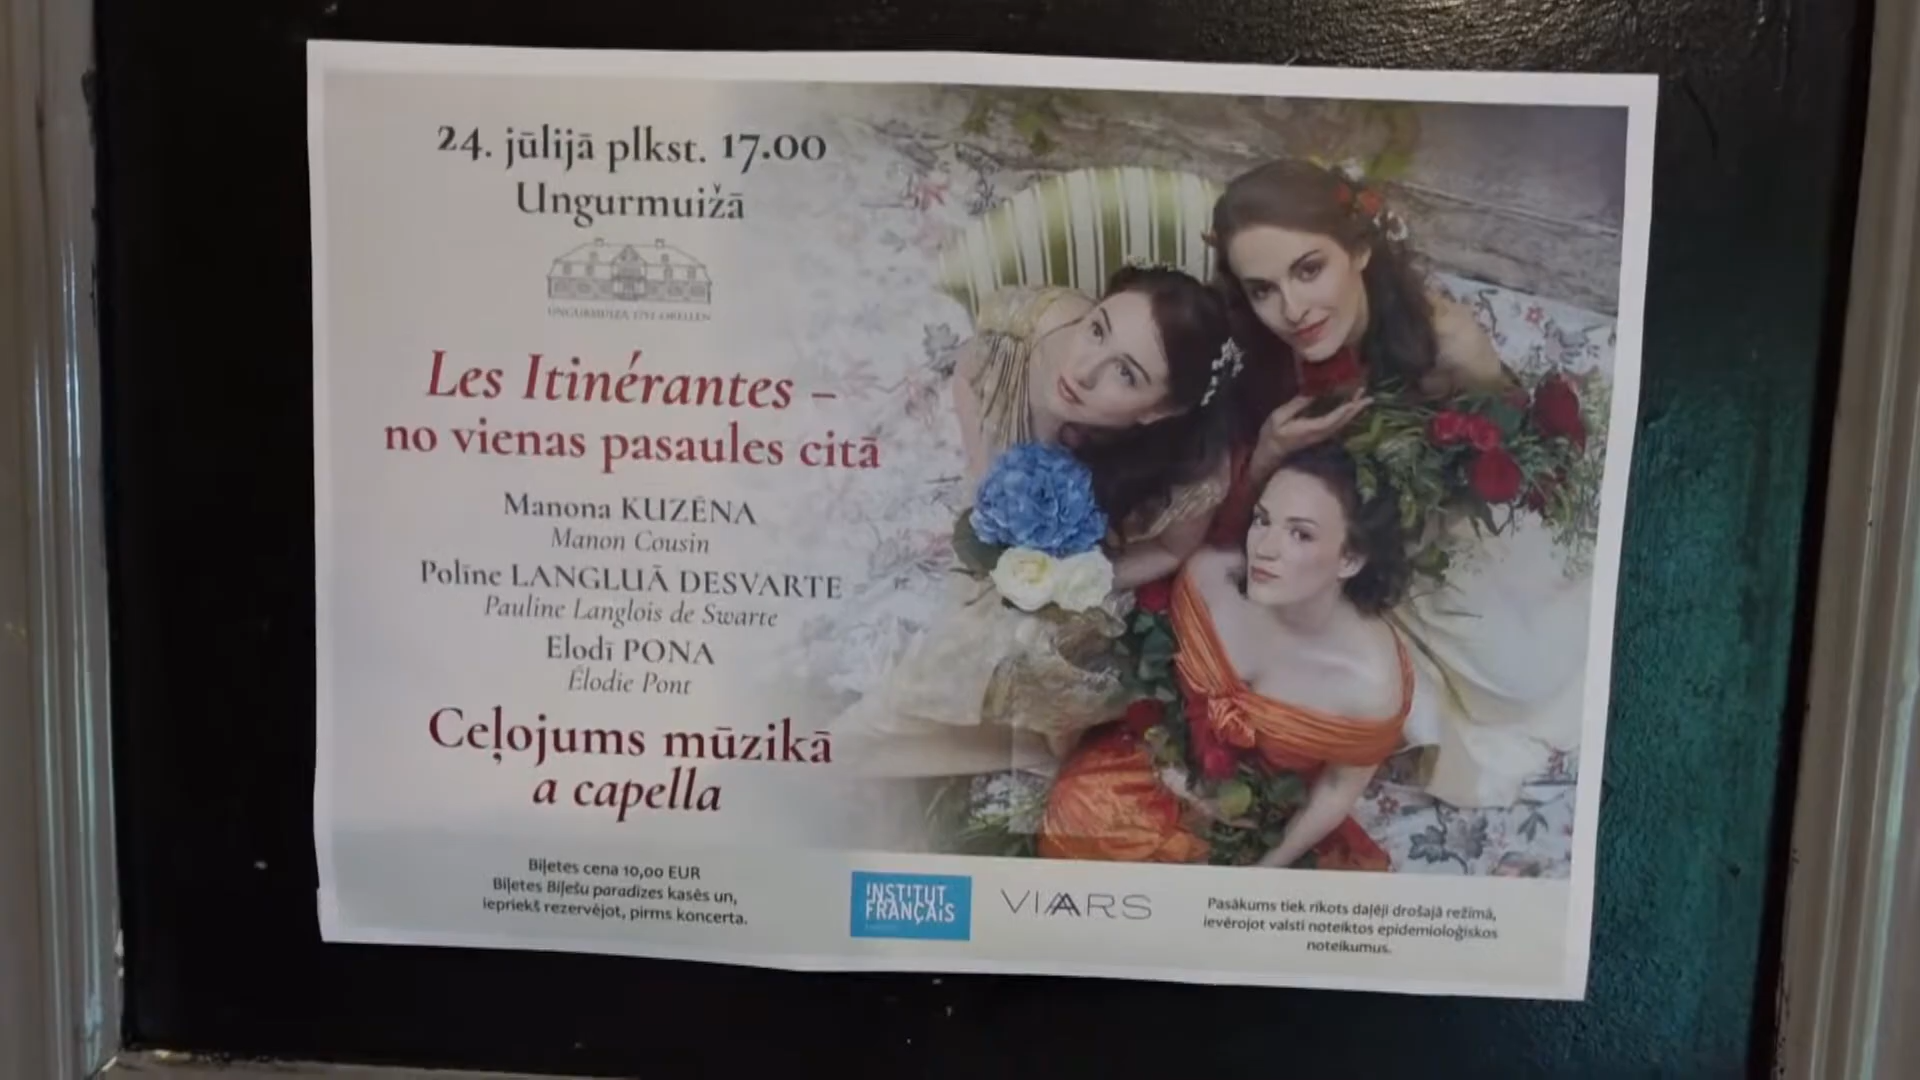 24. jūlijā plkst. 17.00
Ungurmuižā
UNGURMUIŽA 1732 ORELLEN
Les Itinérantes –
no vienas pasaules citā
Manona KUZĒNA
Manon Cousin
Polīne LANGLUĀ DESVARTE
Pauline Langlois de Swarte
Elodī PONA
Élodie Pont
Ceļojums mūzikā
a capella
Biļetes cena 10,00 EUR
Biļetes Biļešu paradīzes kasēs un,
iepriekš rezervējot, pirms koncerta.
INSTITUT
FRANÇAIS
VIAARS
Pasākums tiek rīkots daļēji drošajā režīmā,
ievērojot valstī noteiktos epidemioloģiskos
noteikumus.